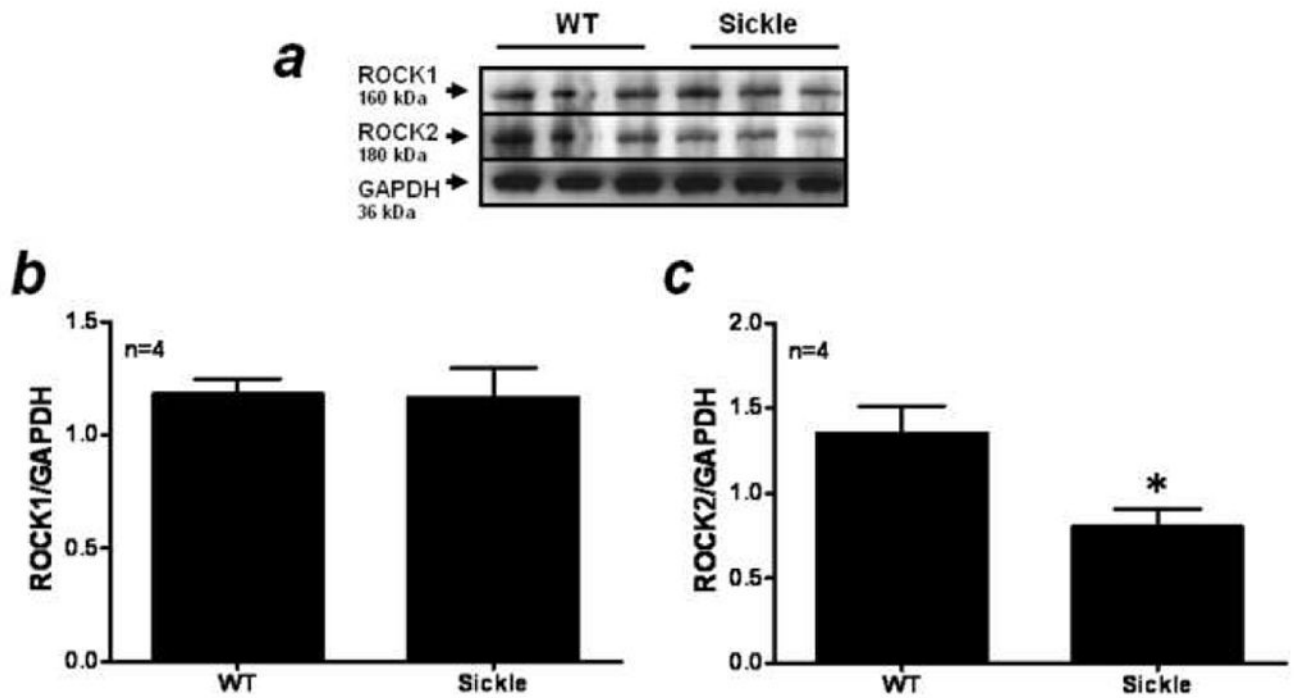 a
WT Sickle
ROCK1
160 kDa
ROCK2
180 kDa
GAPDH
36 kDa
b
n=4
ROCK1/GAPDH
1.5
1.0
0.5
0.0
WT Sickle
c
n=4
ROCK2/GAPDH
2.0
1.5
1.0
0.5
0.0
*
WT Sickle